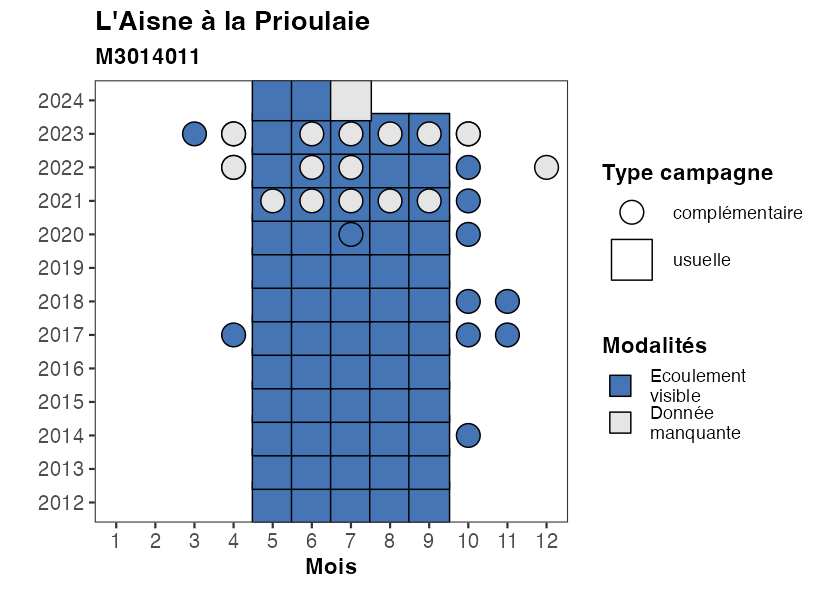 L'Aisne à la Prioulaie
M3014011
2024
2023
2022
2021
2020
2019
2018
2017
2016
2015
2014
2013
2012
1 2 3 4 5 6 7 8 9 10 11 12
Mois
Type campagne
complémentaire
usuelle
Modalités
Ecoulement
visible
Donnée
manquante